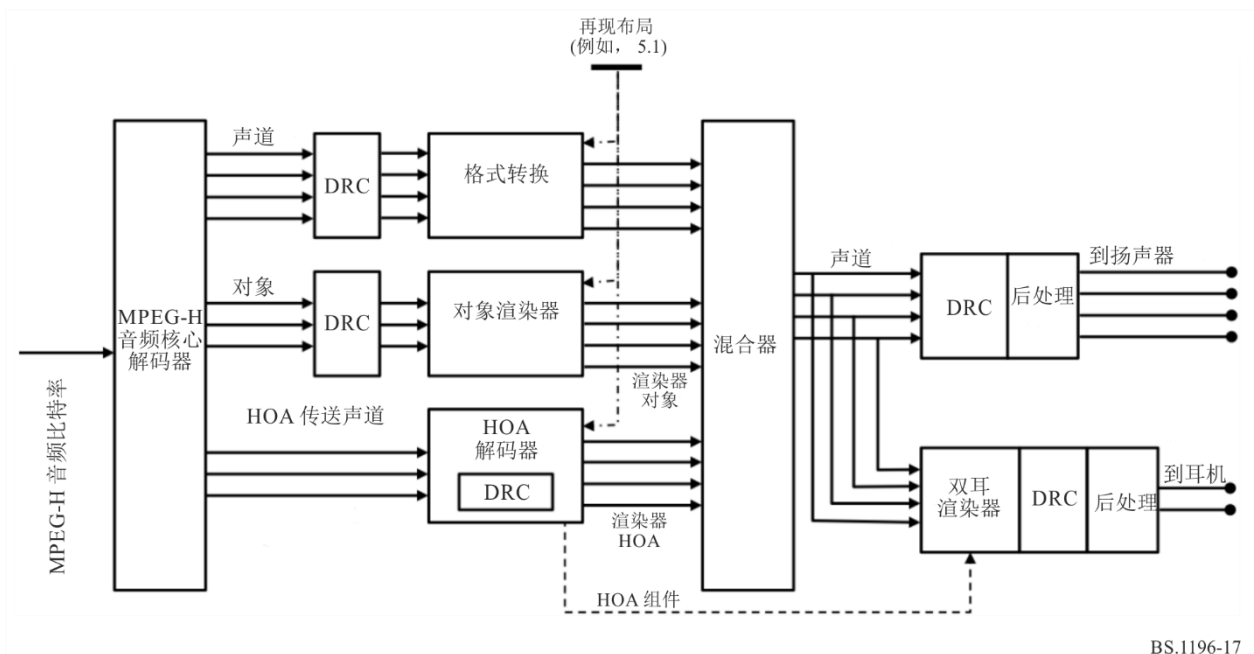 再现布局
(例如， 5.1)
声道
DRC
格式转换
对象
DRC
对象渲染器
MPEG-H
音频核心
解码器
MPEG-H 音频比特率
渲染器
对象
HOA 传送声道
HOA
解码器
DRC
渲染器
HOA
HOA 组件
混合器
声道
DRC
后处理
到扬声器
双耳
渲染器
DRC
后处理
到耳机
BS.1196-17